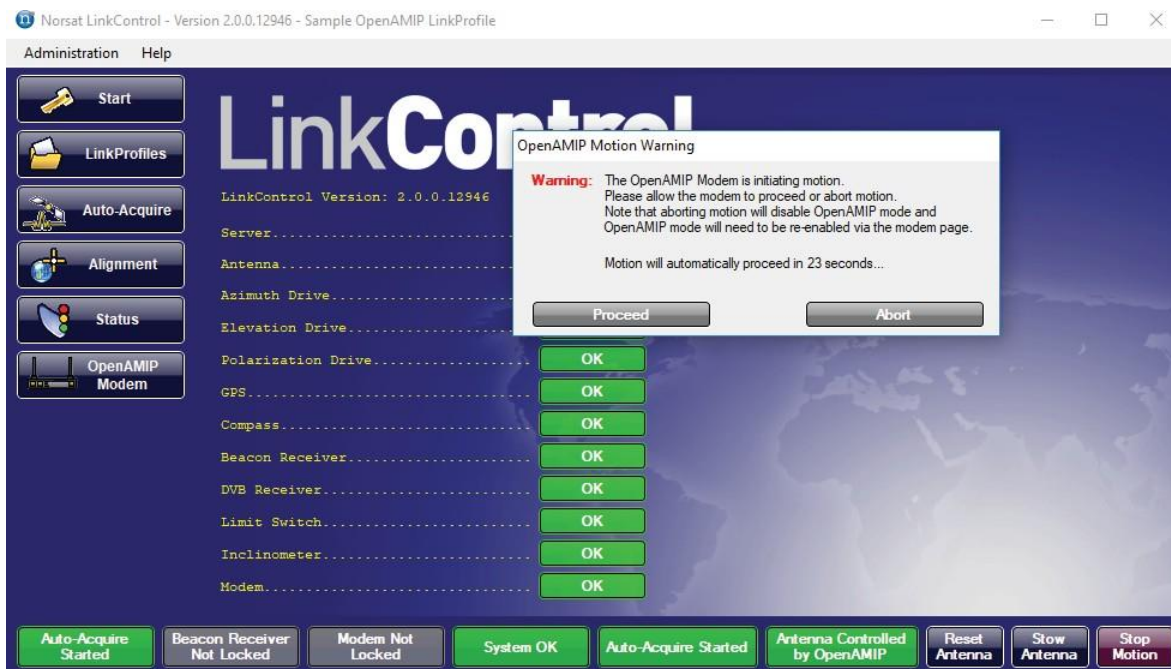 Norsat LinkControl - Version 2.0.0.12946 - Sample OpenAMIP LinkProfile
Administration Help
Start
LinkProfiles
Auto-Acquire
Alignment
Status
OpenAMIP
Modem
LinkControl
LinkControl Version: 2.0.0.12946
Server
Antenna
Azimuth Drive
Elevation Drive
Polarization Drive OK
GPS OK
Compass OK
Beacon Receiver OK
DVB Receiver OK
Limit Switch OK
Inclinometer OK
Modem OK
OpenAMIP Motion Warning
Warning: The OpenAMIP Modem is initiating motion.
Please allow the modem to proceed or abort motion.
Note that aborting motion will disable OpenAMIP mode and
OpenAMIP mode will need to be re-enabled via the modem page.
Motion will automatically proceed in 23 seconds...
Proceed Abort
Auto-Acquire
Started
Beacon Receiver
Not Locked
Modem Not
Locked
System OK
Auto-Acquire Started
Antenna Controlled
by OpenAMIP
Reset
Antenna
Stow
Antenna
Stop
Motion